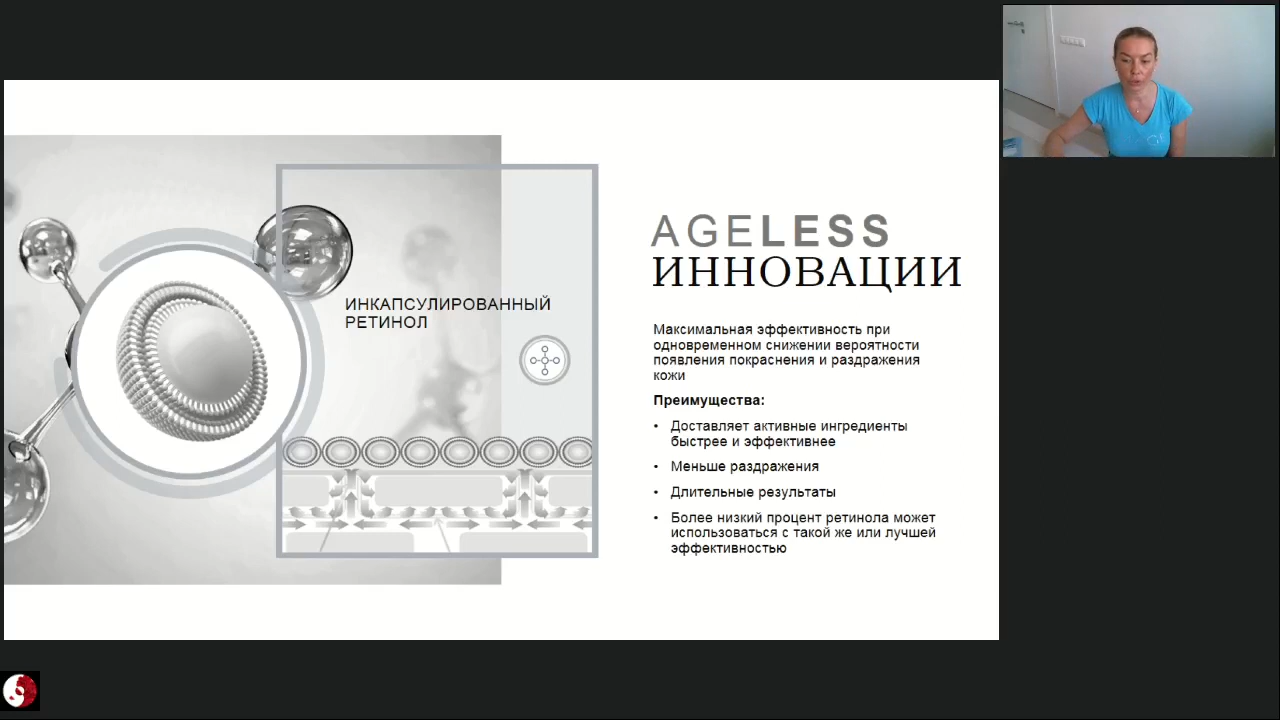 AGELESS
ИННОВАЦИИ
ИНКАПСУЛИРОВАННЫЙ
РЕТИНОЛ
Максимальная эффективность при
одновременном снижении вероятности
появления покраснения и раздражения
кожи
Преимущества:
• Доставляет активные ингредиенты
быстрее и эффективнее
• Меньше раздражения
• Длительные результаты
• Более низкий процент ретинола может
использоваться с такой же или лучшей
эффективностью